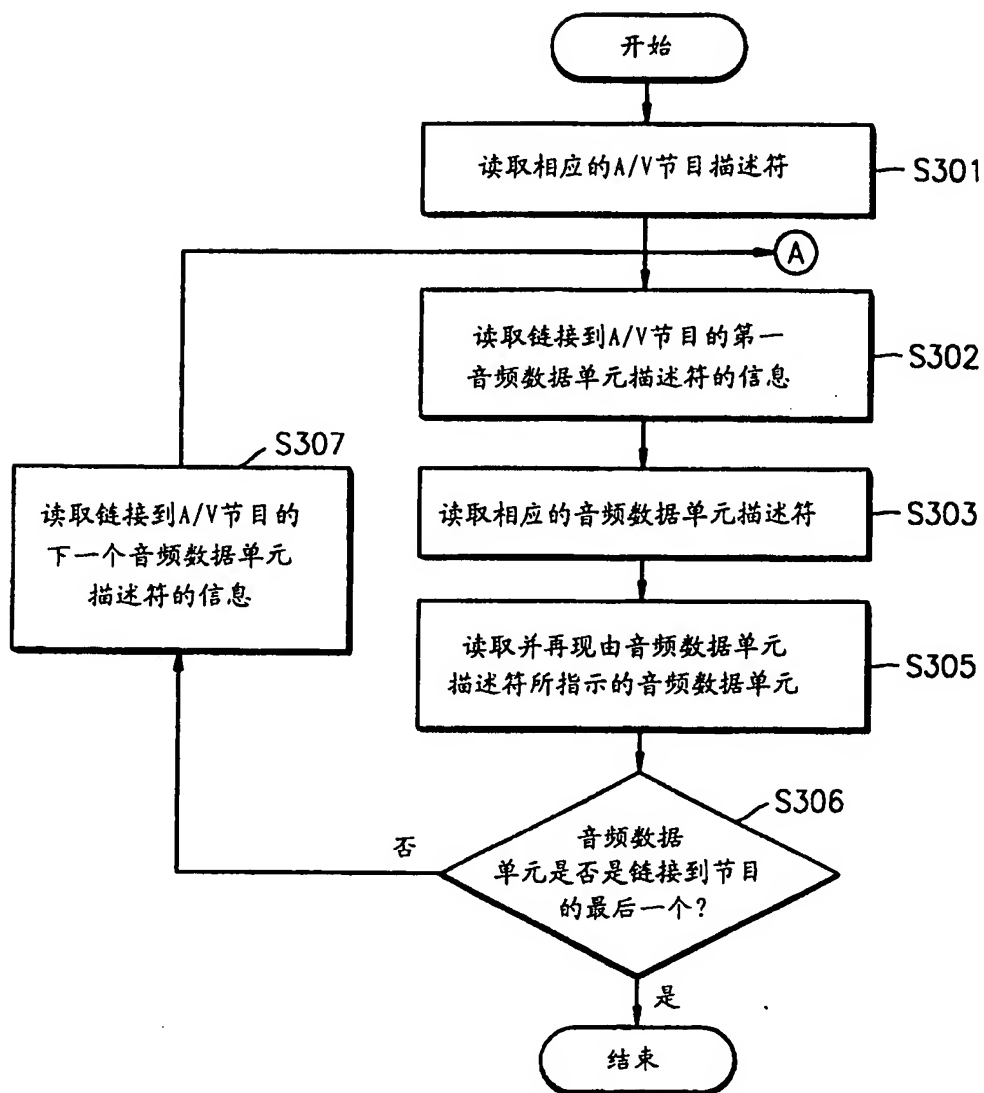 开始
读取相应的A/V节目描述符
S301
A
读取链接到A/V节目的第一
音频数据单元描述符的信息
S302
S307
读取链接到A/V节目的
下一个音频数据单元
描述符的信息
读取相应的音频数据单元描述符
S303
读取并再现由音频数据单元
描述符所指示的音频数据单元
S305
S306
否
音频数据
单元是否是链接到节目
的最后一个?
是
结束